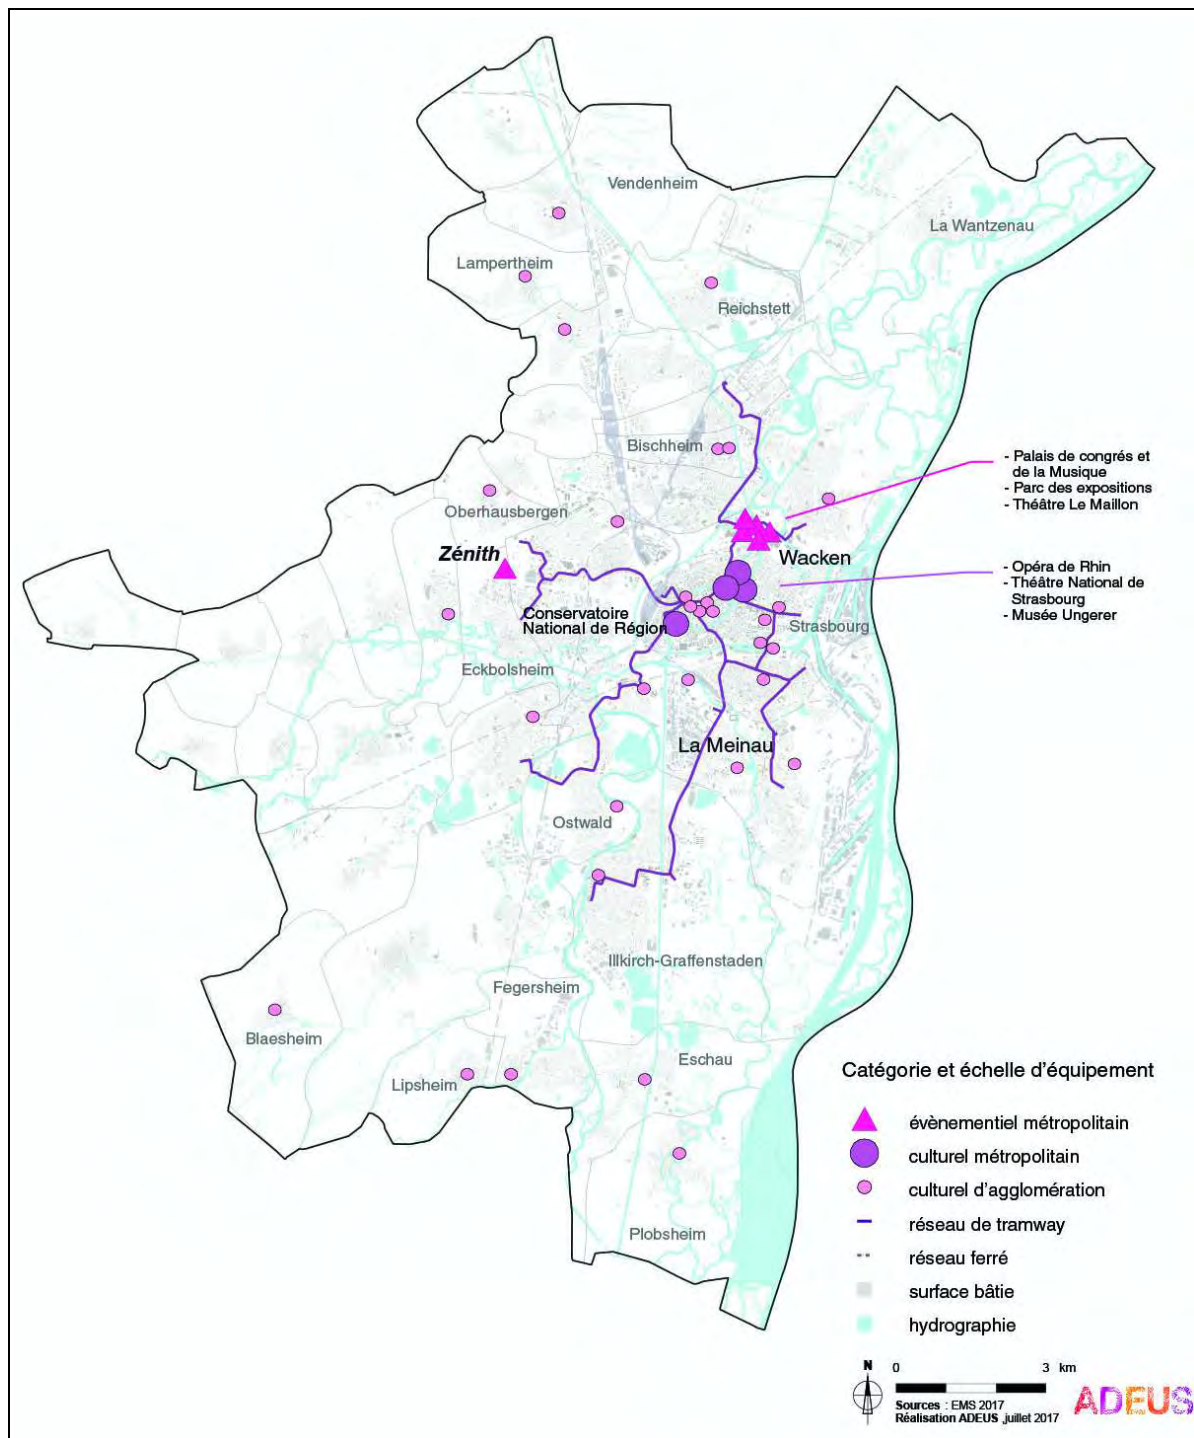 Vendenheim
La Wantzenau
Lampertheim
Reichstett
Bischheim
- Palais de congrés et
de la Musique
- Parc des expositions
- Théâtre Le Maillon
Oberhausbergen
Zénith
Wacken
- Opéra de Rhin
- Théâtre National de
Strasbourg
- Musée Ungerer
Conservatoire
National de Région
Strasbourg
Eckbolsheim
La Meinau
Ostwald
Illkirch-Graffenstaden
Fegersheim
Blaesheim
Eschau
Lipsheim
Plobsheim
Catégorie et échelle d'équipement
évènementiel métropolitain
culturel métropolitain
culturel d'agglomération
réseau de tramway
réseau ferré
surface bâtie
hydrographie
N
0 3 km
Sources : EMS 2017
Réalisation ADEUS ,juillet 2017
ADEUS